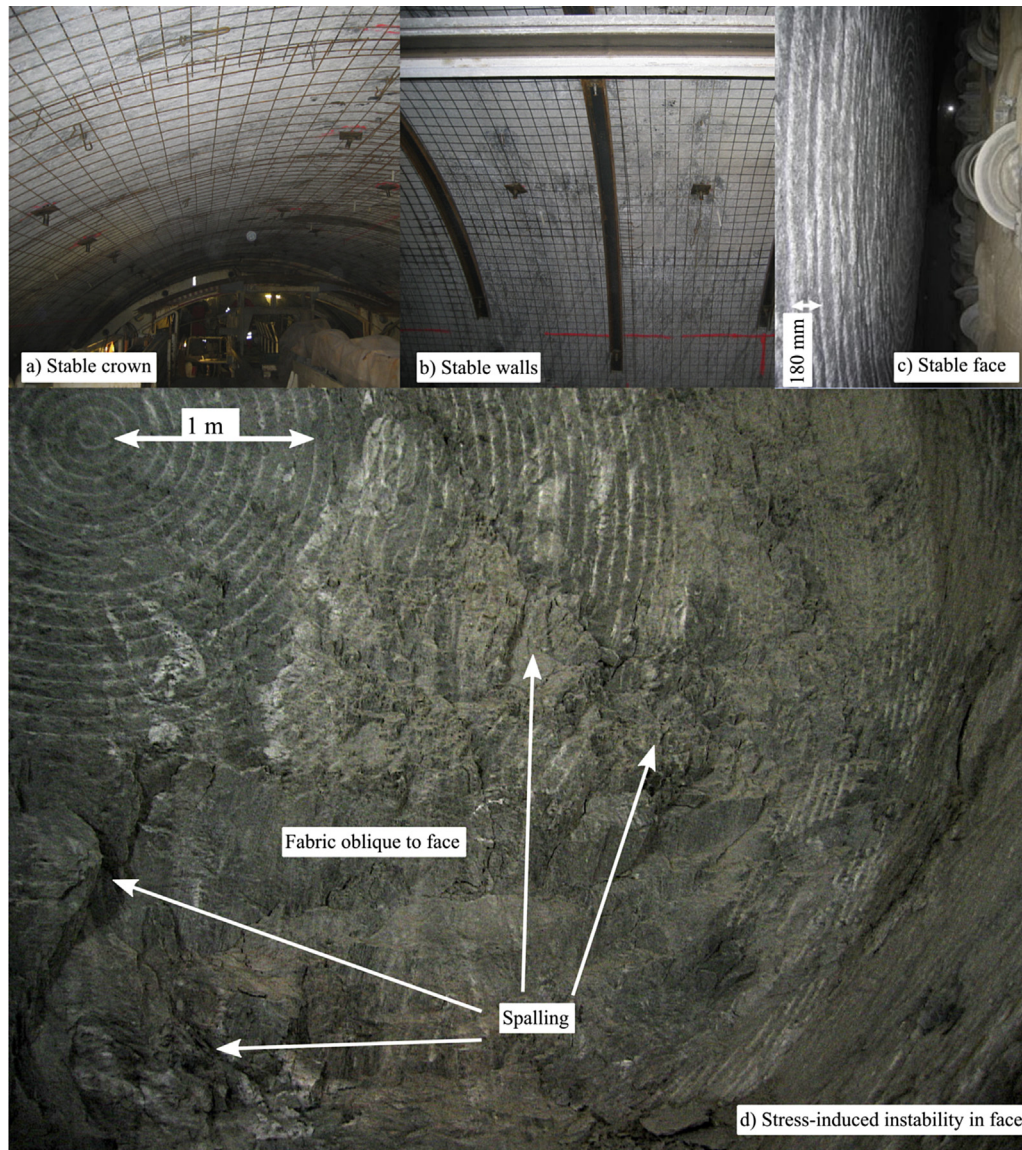 a) Stable crown
b) Stable walls
180 mm
c) Stable face
1 m
Fabric oblique to face
Spalling
d) Stress-induced instability in face